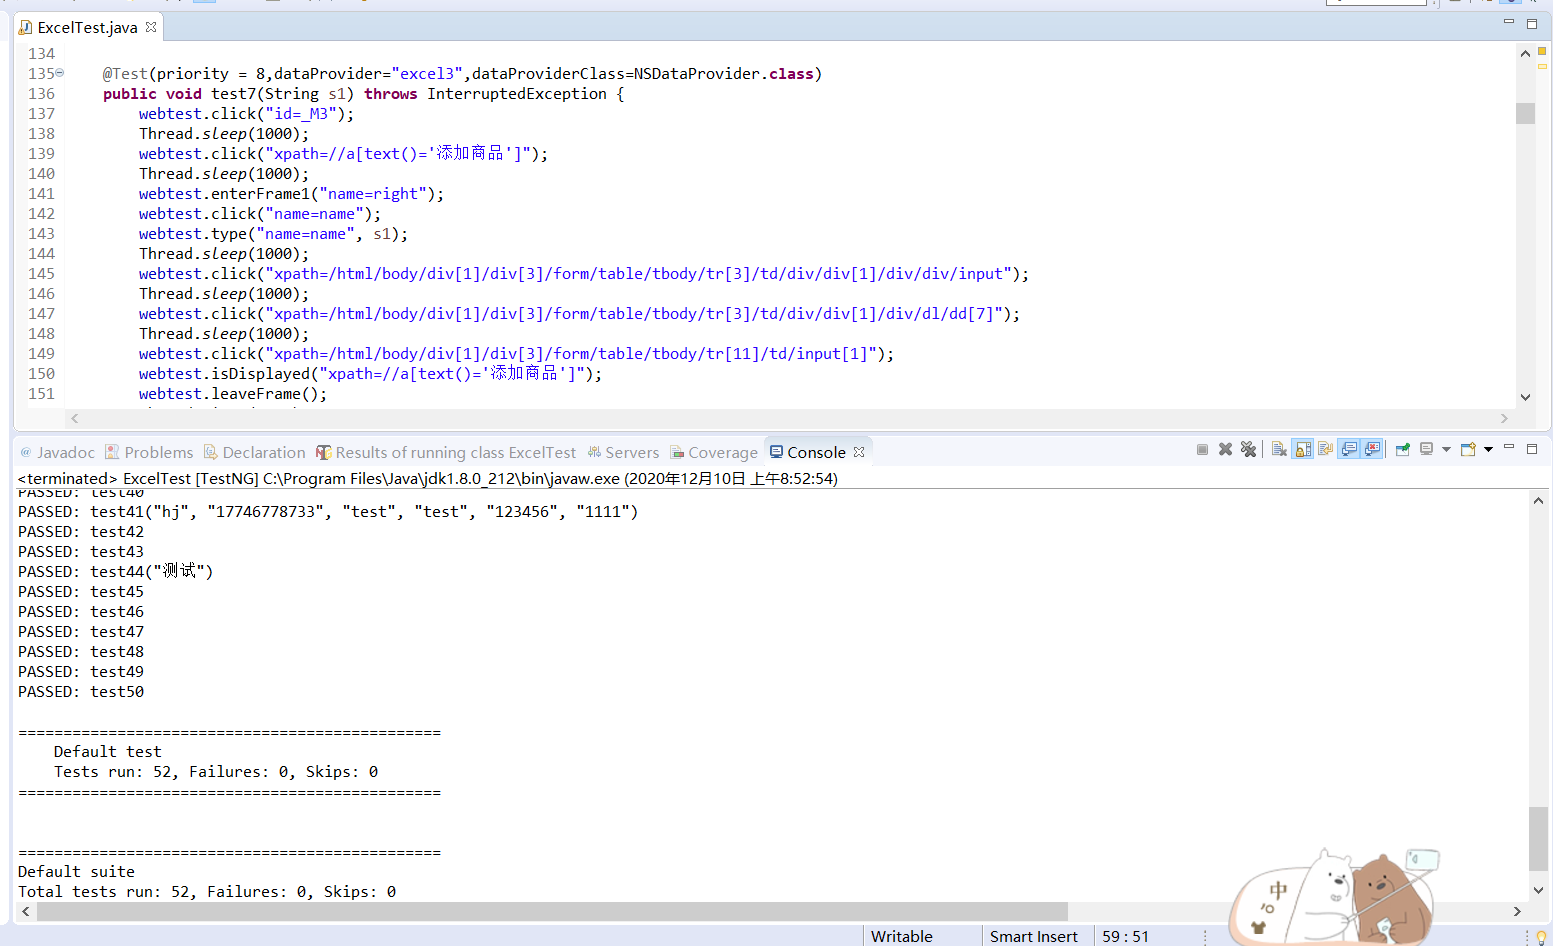 ExcelTest.java
134
135 @Test(priority = 8,dataProvider="excel3",dataProviderClass=NSDataProvider.class)
136 public void test7(String s1) throws InterruptedException {
137 webtest.click("id=_M3");
138 Thread.sleep(1000);
139 webtest.click("xpath=//a[text()='添加商品']");
140 Thread.sleep(1000);
141 webtest.enterFrame1("name=right");
142 webtest.click("name=name");
143 webtest.type("name=name", s1);
144 Thread.sleep(1000);
145 webtest.click("xpath=/html/body/div[1]/div[3]/form/table/tbody/tr[3]/td/div/div[1]/div/div/input");
146 Thread.sleep(1000);
147 webtest.click("xpath=/html/body/div[1]/div[3]/form/table/tbody/tr[3]/td/div/div[1]/div/dl/dd[7]");
148 Thread.sleep(1000);
149 webtest.click("xpath=/html/body/div[1]/div[3]/form/table/tbody/tr[11]/td/input[1]");
150 webtest.isDisplayed("xpath=//a[text()='添加商品']");
151 webtest.leaveFrame();
@ Javadoc Problems Declaration Results of running class ExcelTest Servers Coverage Console
<terminated> ExcelTest [TestNG] C:\Program Files\Java\jdk1.8.0_212\bin\javaw.exe (2020年12月10日 上午8:52:54)
PASSED: test40
PASSED: test41("hj", "17746778733", "test", "test", "123456", "1111")
PASSED: test42
PASSED: test43
PASSED: test44("测试")
PASSED: test45
PASSED: test46
PASSED: test47
PASSED: test48
PASSED: test49
PASSED: test50
===============================================
Default test
Tests run: 52, Failures: 0, Skips: 0
===============================================
===============================================
Default suite
Total tests run: 52, Failures: 0, Skips: 0
中
Writable Smart Insert 59 : 51